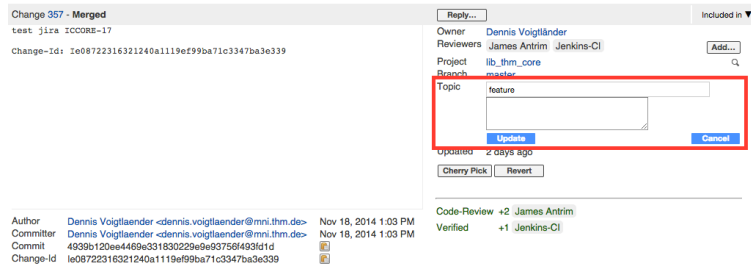 Change 357 - Merged
Reply...
Included in ▼
test jira ICCORE-17
Change-Id: Ie08722316321240a1119ef99ba71c3347ba3e339
Owner Dennis Voigtländer
Reviewers James Antrim Jenkins-CI Add...
Project lib_thm_core
Branch master
Topic feature
Update Cancel
Updated 2 days ago
Cherry Pick Revert
Code-Review +2 James Antrim
Verified +1 Jenkins-CI
Author Dennis Voigtlaender <dennis.voigtlaender@mni.thm.de> Nov 18, 2014 1:03 PM
Committer Dennis Voigtlaender <dennis.voigtlaender@mni.thm.de> Nov 18, 2014 1:03 PM
Commit 4939b120ee4469e331830229e9e93756f493fd1d
Change-Id Ie08722316321240a1119ef99ba71c3347ba3e339